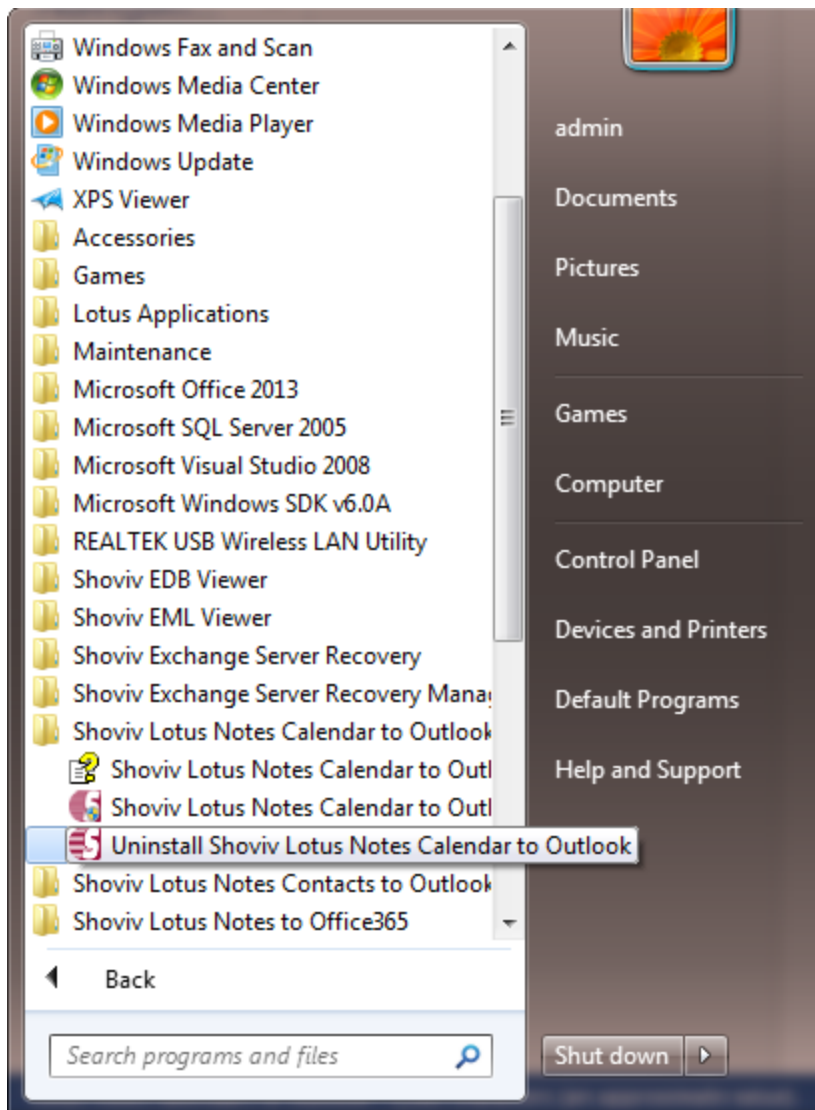 Windows Fax and Scan
Windows Media Center
Windows Media Player
Windows Update
XPS Viewer
Accessories
Games
Lotus Applications
Maintenance
Microsoft Office 2013
Microsoft SQL Server 2005
Microsoft Visual Studio 2008
Microsoft Windows SDK v6.0A
REALTEK USB Wireless LAN Utility
Shoviv EDB Viewer
Shoviv EML Viewer
Shoviv Exchange Server Recovery
Shoviv Exchange Server Recovery Mana
Shoviv Lotus Notes Calendar to Outlook
Shoviv Lotus Notes Calendar to Outl
Shoviv Lotus Notes Calendar to Outl
Uninstall Shoviv Lotus Notes Calendar to Outlook
Shoviv Lotus Notes Contacts to Outlook
Shoviv Lotus Notes to Office365
Back
Search programs and files
admin
Documents
Pictures
Music
Games
Computer
Control Panel
Devices and Printers
Default Programs
Help and Support
Shut down